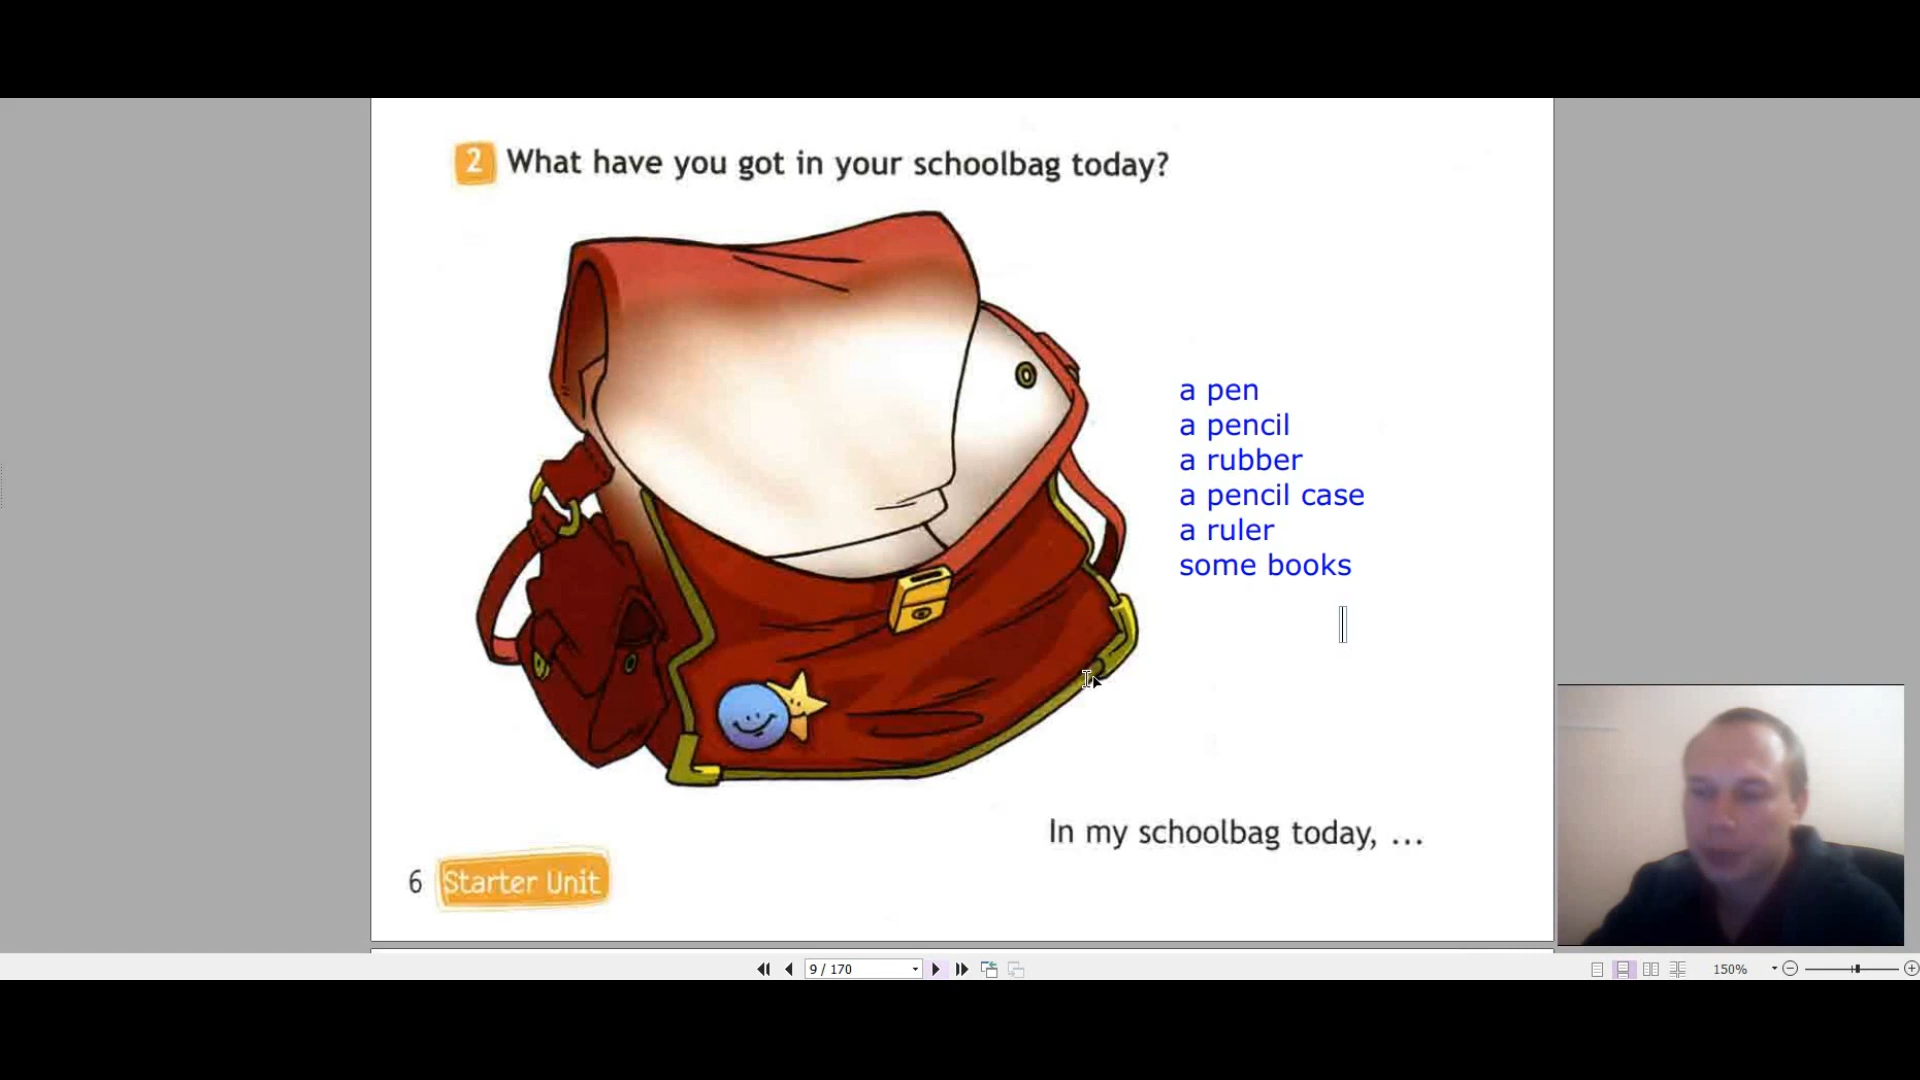 2 What have you got in your schoolbag today?
a pen
a pencil
a rubber
a pencil case
a ruler
some books
In my schoolbag today, ...
6 Starter Unit
9 / 170
150%